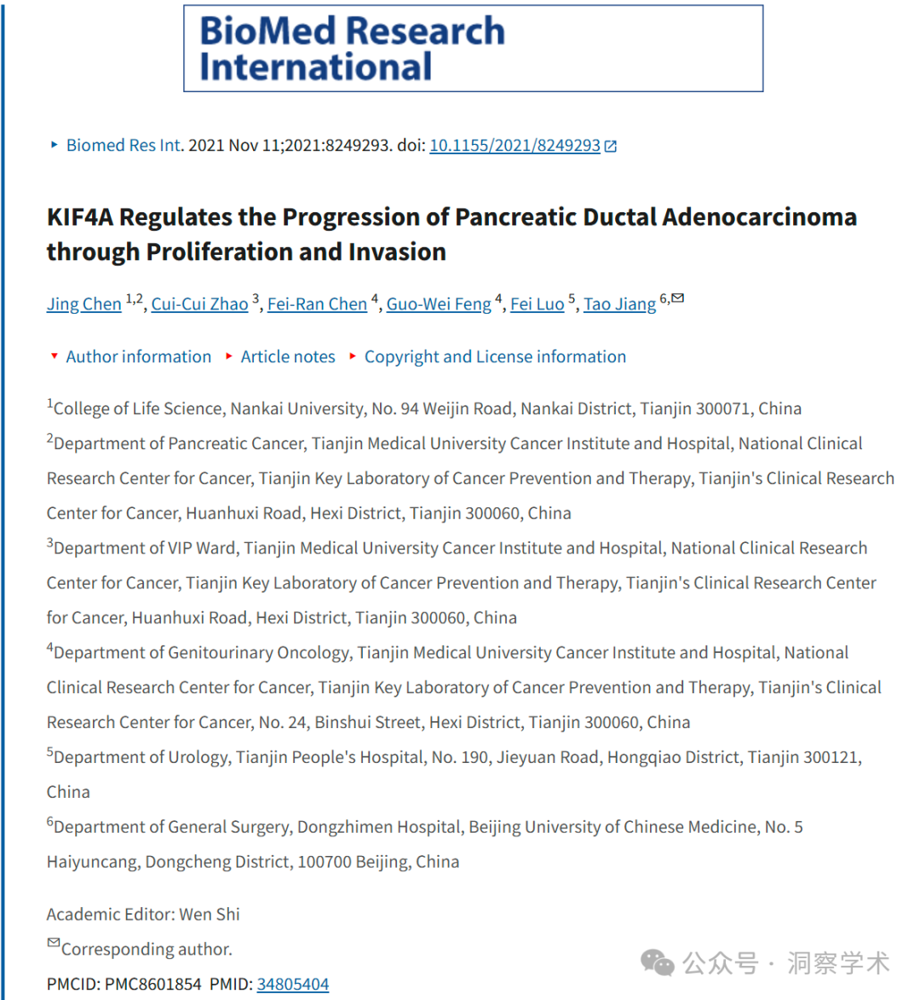 BioMed Research
International
Biomed Res Int. 2021 Nov 11;2021:8249293. doi: 10.1155/2021/8249293
KIF4A Regulates the Progression of Pancreatic Ductal Adenocarcinoma
through Proliferation and Invasion
Jing Chen 1,2, Cui-Cui Zhao 3, Fei-Ran Chen 4, Guo-Wei Feng 4, Fei Luo 5, Tao Jiang 6,✉
Author information Article notes Copyright and License information
1College of Life Science, Nankai University, No. 94 Weijin Road, Nankai District, Tianjin 300071, China
2Department of Pancreatic Cancer, Tianjin Medical University Cancer Institute and Hospital, National Clinical
Research Center for Cancer, Tianjin Key Laboratory of Cancer Prevention and Therapy, Tianjin's Clinical Research
Center for Cancer, Huanhuxi Road, Hexi District, Tianjin 300060, China
3Department of VIP Ward, Tianjin Medical University Cancer Institute and Hospital, National Clinical Research
Center for Cancer, Tianjin Key Laboratory of Cancer Prevention and Therapy, Tianjin's Clinical Research Center
for Cancer, Huanhuxi Road, Hexi District, Tianjin 300060, China
4Department of Genitourinary Oncology, Tianjin Medical University Cancer Institute and Hospital, National
Clinical Research Center for Cancer, Tianjin Key Laboratory of Cancer Prevention and Therapy, Tianjin's Clinical
Research Center for Cancer, No. 24, Binshui Street, Hexi District, Tianjin 300060, China
5Department of Urology, Tianjin People's Hospital, No. 190, Jieyuan Road, Hongqiao District, Tianjin 300121,
China
6Department of General Surgery, Dongzhimen Hospital, Beijing University of Chinese Medicine, No. 5
Haiyuncang, Dongcheng District, 100700 Beijing, China
Academic Editor: Wen Shi
✉Corresponding author.
PMCID: PMC8601854 PMID: 34805404
公众号 · 洞察学术